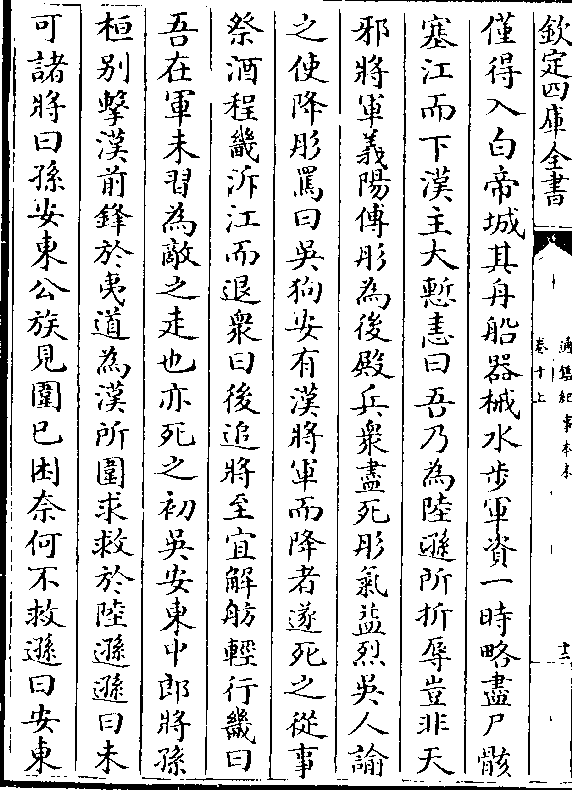 欽定四庫全書
通鑑紀事本末
卷十上
十二
僅得入白帝城其舟船器械水步軍資一時略盡尸骸
塞江而下漢主大慙恚曰吾乃為陸遜所折辱豈非天
邪將軍義陽傅肜為後殿兵衆盡死肜氣益烈吳人諭
之使降肜罵曰吳狗安有漢將軍而降者遂死之從事
祭酒程畿泝江而退衆曰後追將至宜解舫輕行畿曰
吾在軍未習為敵之走也亦死之初吳安東中郎將孫
桓别擊漢前鋒於夷道為漢所圍求救於陸遜遜曰未
可諸將曰孫安東公族見圍已困奈何不救遜曰安東